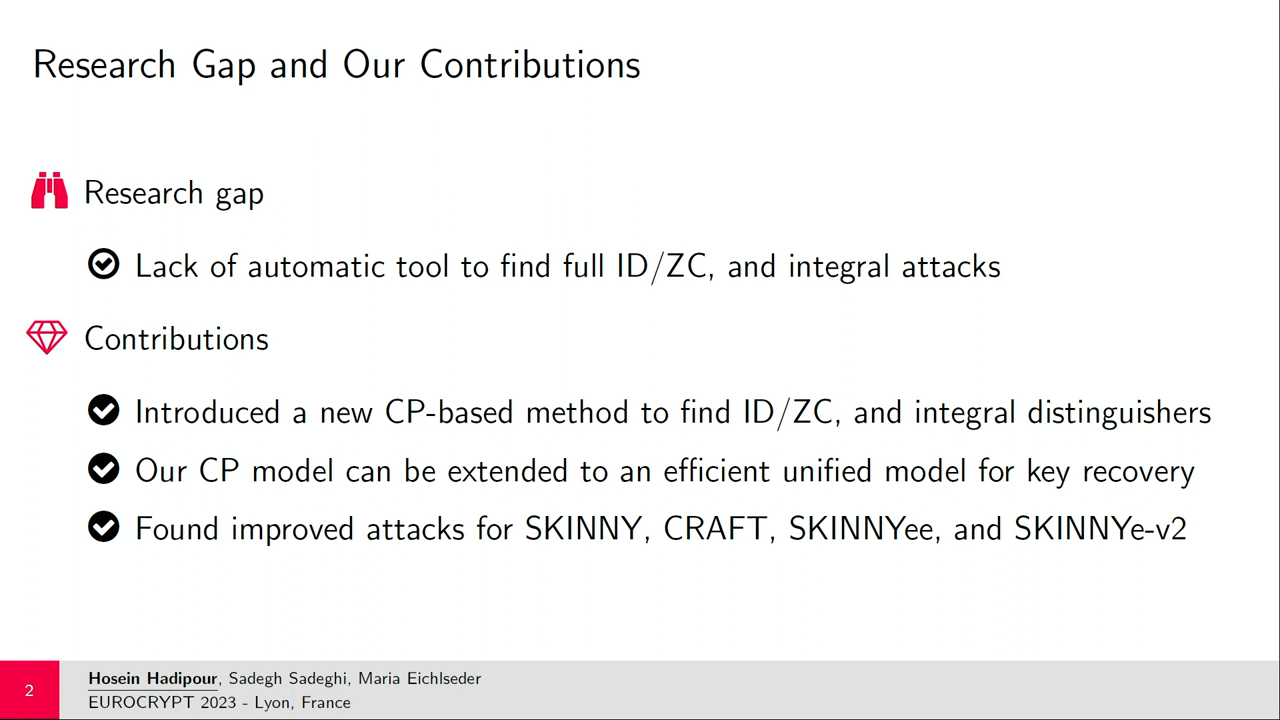 Research Gap and Our Contributions
Research gap
Lack of automatic tool to find full ID/ZC, and integral attacks
Contributions
Introduced a new CP-based method to find ID/ZC, and integral distinguishers
Our CP model can be extended to an efficient unified model for key recovery
Found improved attacks for SKINNY, CRAFT, SKINNYee, and SKINNYe-v2
2
Hosein Hadipour, Sadegh Sadeghi, Maria Eichlseder
EUROCRYPT 2023 - Lyon, France